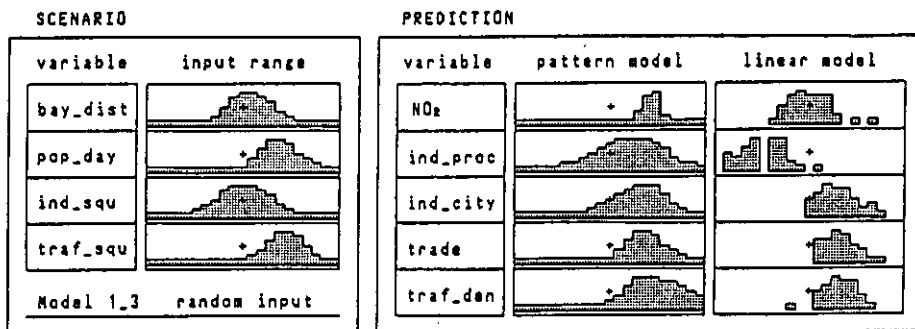 SCENARIO
variable input range
bay_dist
pop_day
ind_squ
traf_squ
Model 1_3 random input
PREDICTION
variable pattern model linear model
NO₂
ind_proc
ind_city
trade
traf_den